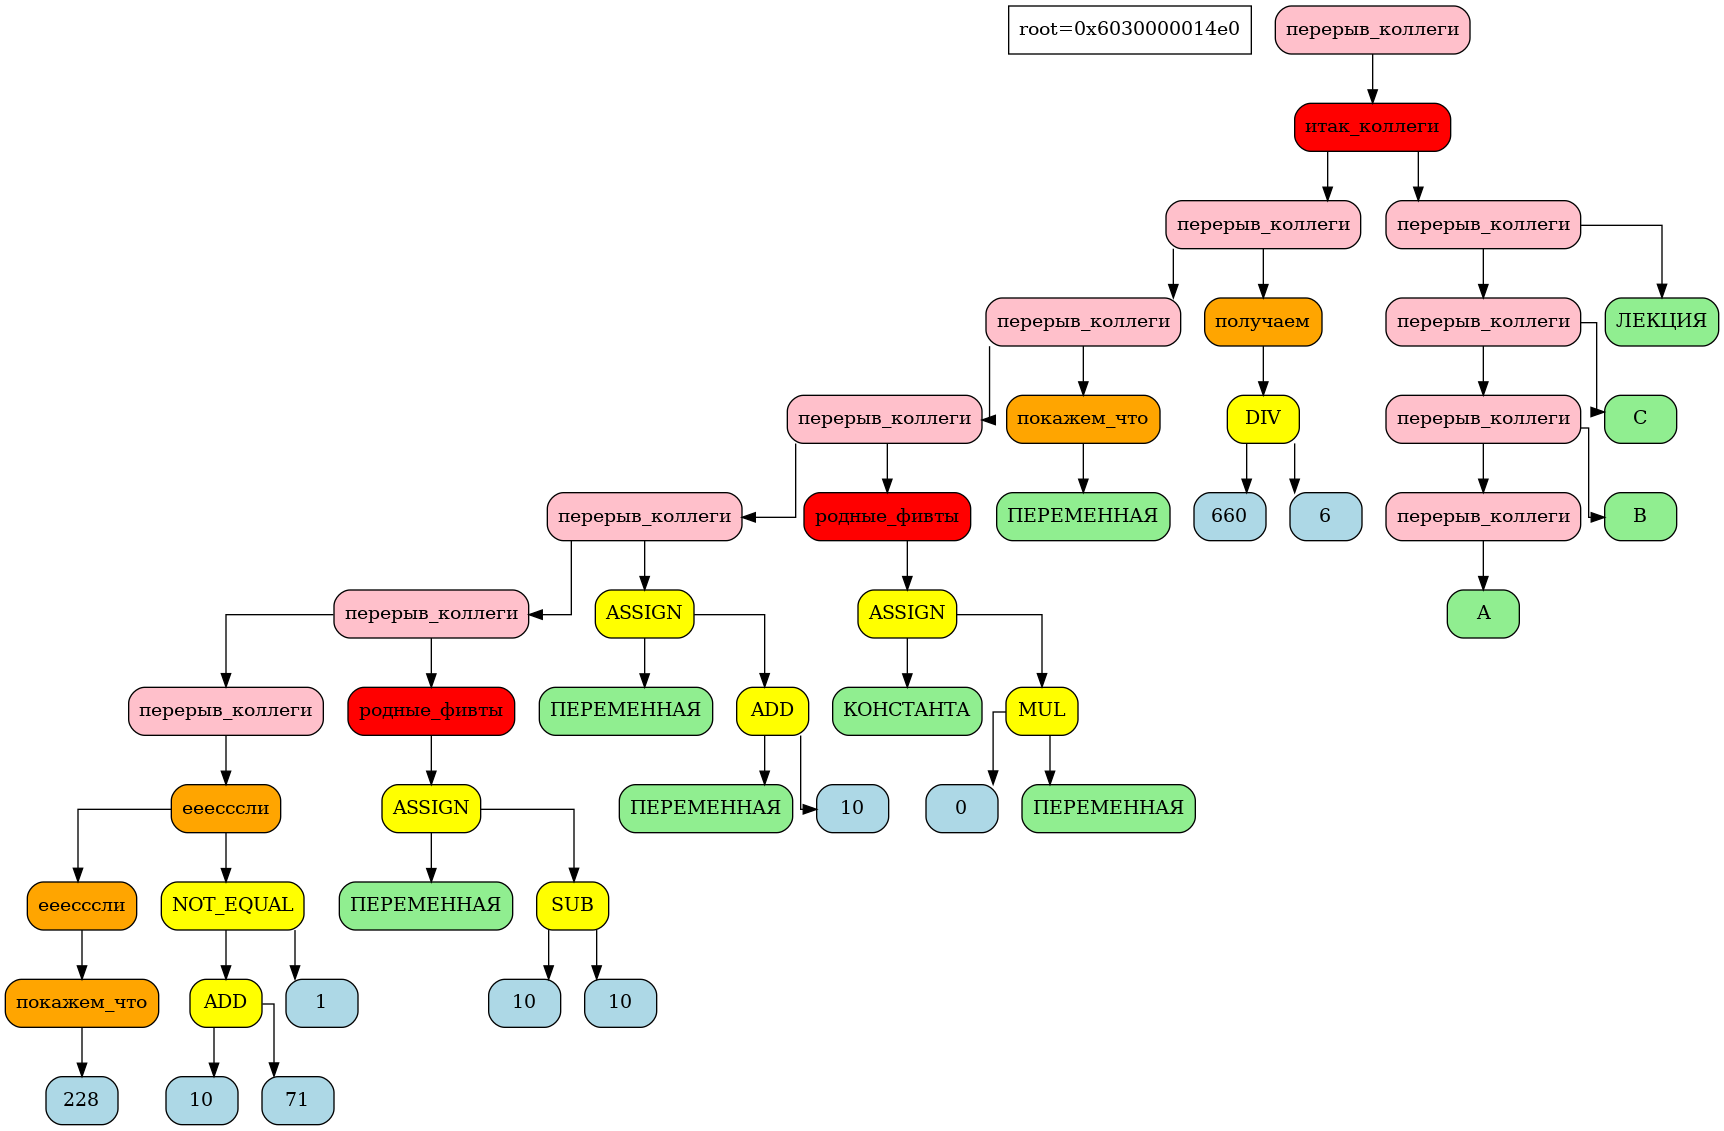 root=0x6030000014e0
перерыв_коллеги
итак_коллеги
перерыв_коллеги
перерыв_коллеги
перерыв_коллеги
получаем
перерыв_коллеги
ЛЕКЦИЯ
перерыв_коллеги
покажем_что
DIV
перерыв_коллеги
C
перерыв_коллеги
родные_фивты
ПЕРЕМЕННАЯ
660
6
перерыв_коллеги
B
перерыв_коллеги
ASSIGN
ASSIGN
A
перерыв_коллеги
родные_фивты
ПЕРЕМЕННАЯ
ADD
КОНСТАНТА
MUL
ееесссли
ASSIGN
ПЕРЕМЕННАЯ
10
0
ПЕРЕМЕННАЯ
ееесссли
NOT_EQUAL
ПЕРЕМЕННАЯ
SUB
покажем_что
ADD
1
10
10
228
10
71